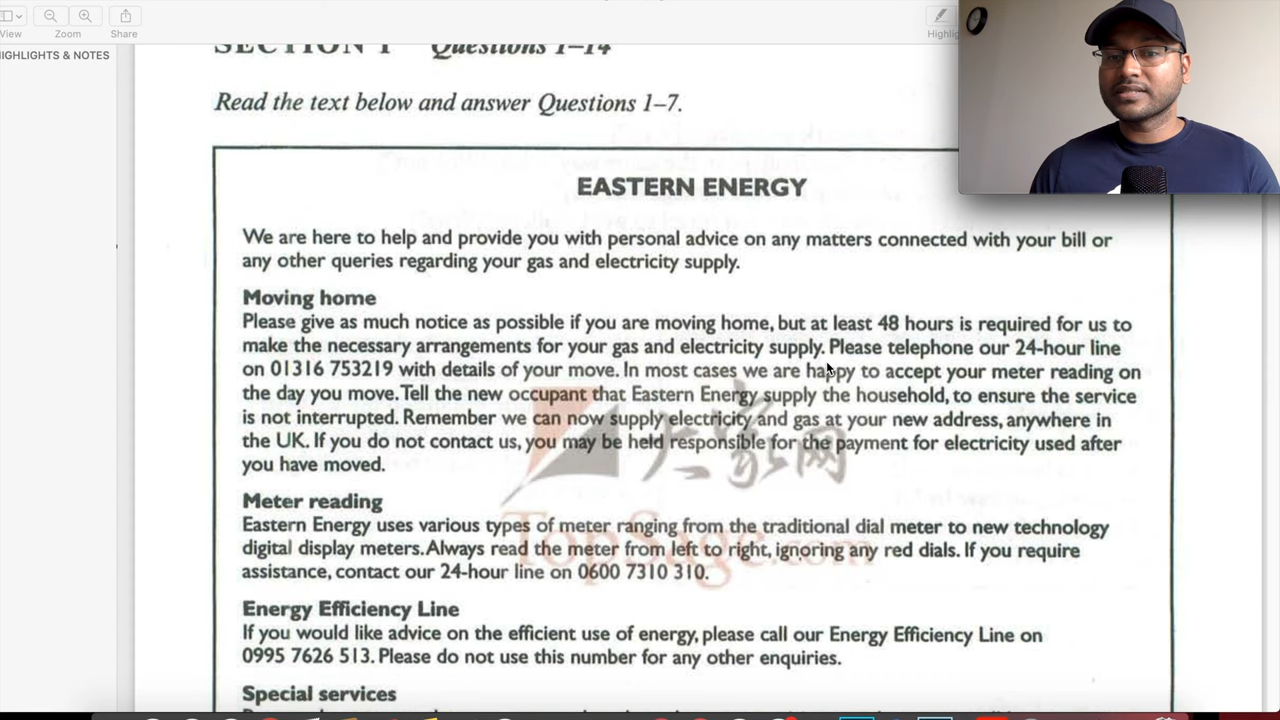 View
Zoom
Share
HIGHLIGHTS & NOTES
SECTION 1 Questions 1–14
Read the text below and answer Questions 1–7.
EASTERN ENERGY
We are here to help and provide you with personal advice on any matters connected with your bill or
any other queries regarding your gas and electricity supply.
Moving home
Please give as much notice as possible if you are moving home, but at least 48 hours is required for us to
make the necessary arrangements for your gas and electricity supply. Please telephone our 24-hour line
on 01316 753219 with details of your move. In most cases we are happy to accept your meter reading on
the day you move. Tell the new occupant that Eastern Energy supply the household, to ensure the service
is not interrupted. Remember we can now supply electricity and gas at your new address, anywhere in
the UK. If you do not contact us, you may be held responsible for the payment for electricity used after
you have moved.
大家网
Meter reading
Eastern Energy uses various types of meter ranging from the traditional dial meter to new technology
digital display meters. Always read the meter from left to right, ignoring any red dials. If you require
assistance, contact our 24-hour line on 0600 7310 310.
TopSage.com
Energy Efficiency Line
If you would like advice on the efficient use of energy, please call our Energy Efficiency Line on
0995 7626 513. Please do not use this number for any other enquiries.
Special services